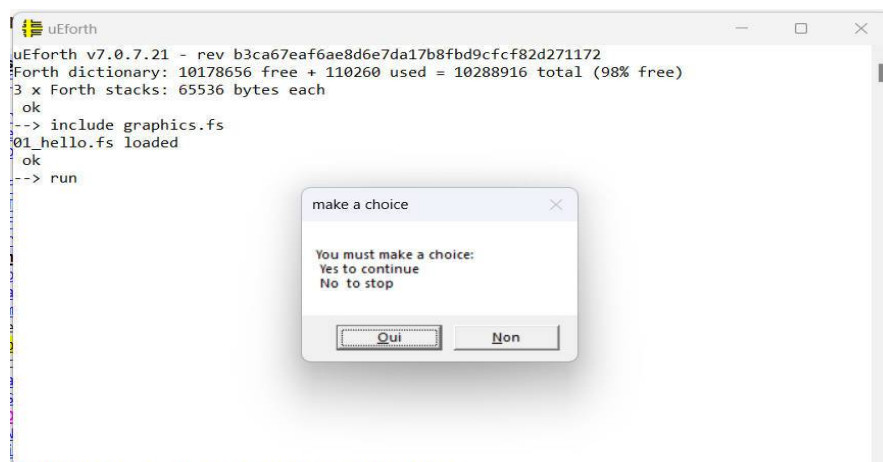 uEforth
uEforth v7.0.7.21 - rev b3ca67eaf6ae8d6e7da17b8fbd9cfcf82d271172
Forth dictionary: 10178656 free + 110260 used = 10288916 total (98% free)
3 x Forth stacks: 65536 bytes each
ok
--> include graphics.fs
01_hello.fs loaded
ok
--> run
make a choice
You must make a choice:
Yes to continue
No to stop
Oui
Non